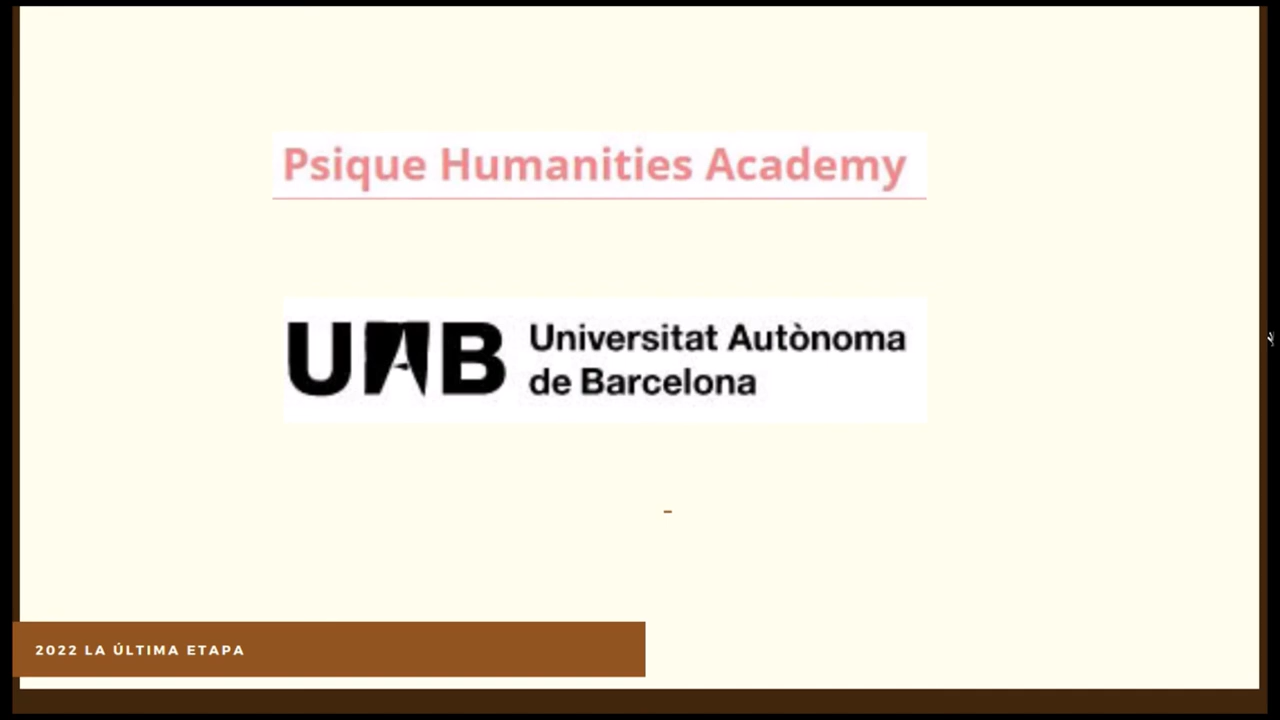 Psique Humanities Academy
UAB Universitat Autònoma
de Barcelona
-
2022 LA ÚLTIMA ETAPA